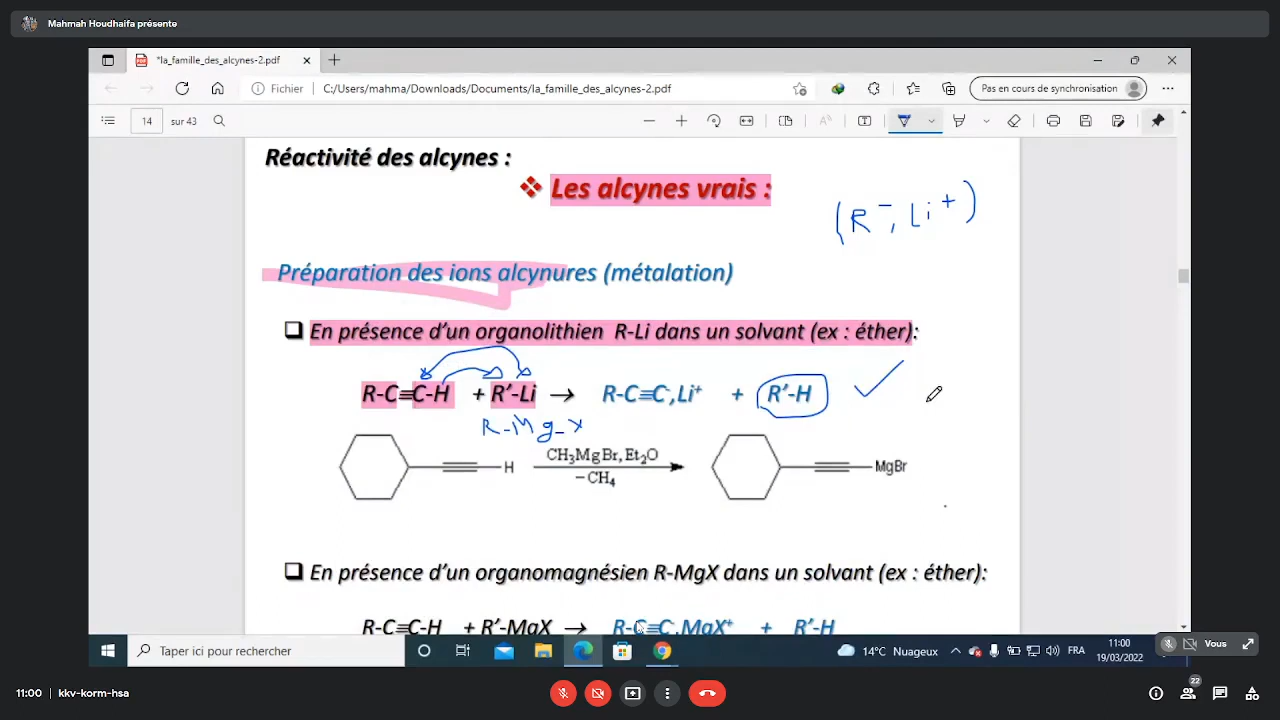 Mahmah Houdhaifa présente
*la_famille_des_alcynes-2.pdf
Fichier C:/Users/mahma/Downloads/Documents/la_famille_des_alcynes-2.pdf
Pas en cours de synchronisation
14 sur 43
Réactivité des alcynes :
❖ Les alcynes vrais :
(R⁻, Li⁺)
Préparation des ions alcynures (métalation)
❑ En présence d’un organolithien R-Li dans un solvant (ex : éther):
R-C≡C-H + R’-Li → R-C≡C⁻,Li⁺ + R’-H
R-Mg-X
CH₃MgBr, Et₂O
H MgBr
−CH₄
❑ En présence d’un organomagnésien R-MgX dans un solvant (ex : éther):
R-C≡C-H + R’-MgX → R-C≡C⁻,MgX⁺ + R’-H
Taper ici pour rechercher
14°C Nuageux
FRA
11:00
19/03/2022
Vous
11:00 kkv-korm-hsa
22